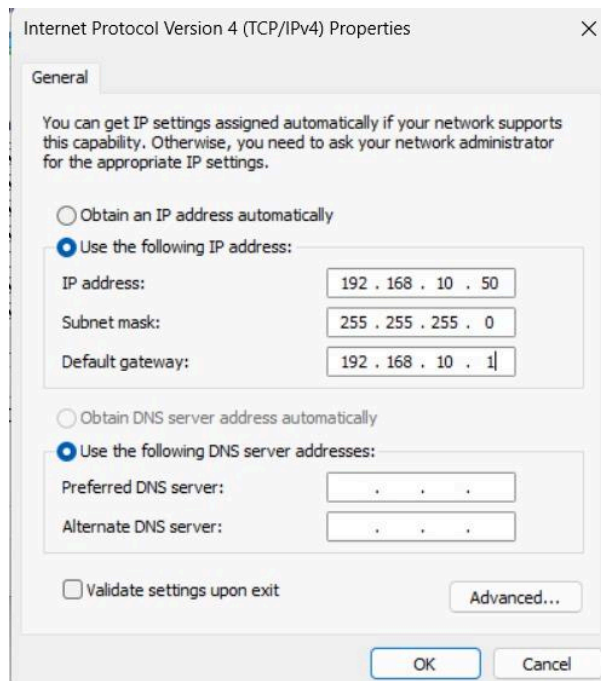 Internet Protocol Version 4 (TCP/IPv4) Properties
General
You can get IP settings assigned automatically if your network supports
this capability. Otherwise, you need to ask your network administrator
for the appropriate IP settings.
Obtain an IP address automatically
Use the following IP address:
IP address: 192 . 168 . 10 . 50
Subnet mask: 255 . 255 . 255 . 0
Default gateway: 192 . 168 . 10 . 1
Obtain DNS server address automatically
Use the following DNS server addresses:
Preferred DNS server: . . .
Alternate DNS server: . . .
Validate settings upon exit
Advanced...
OK Cancel